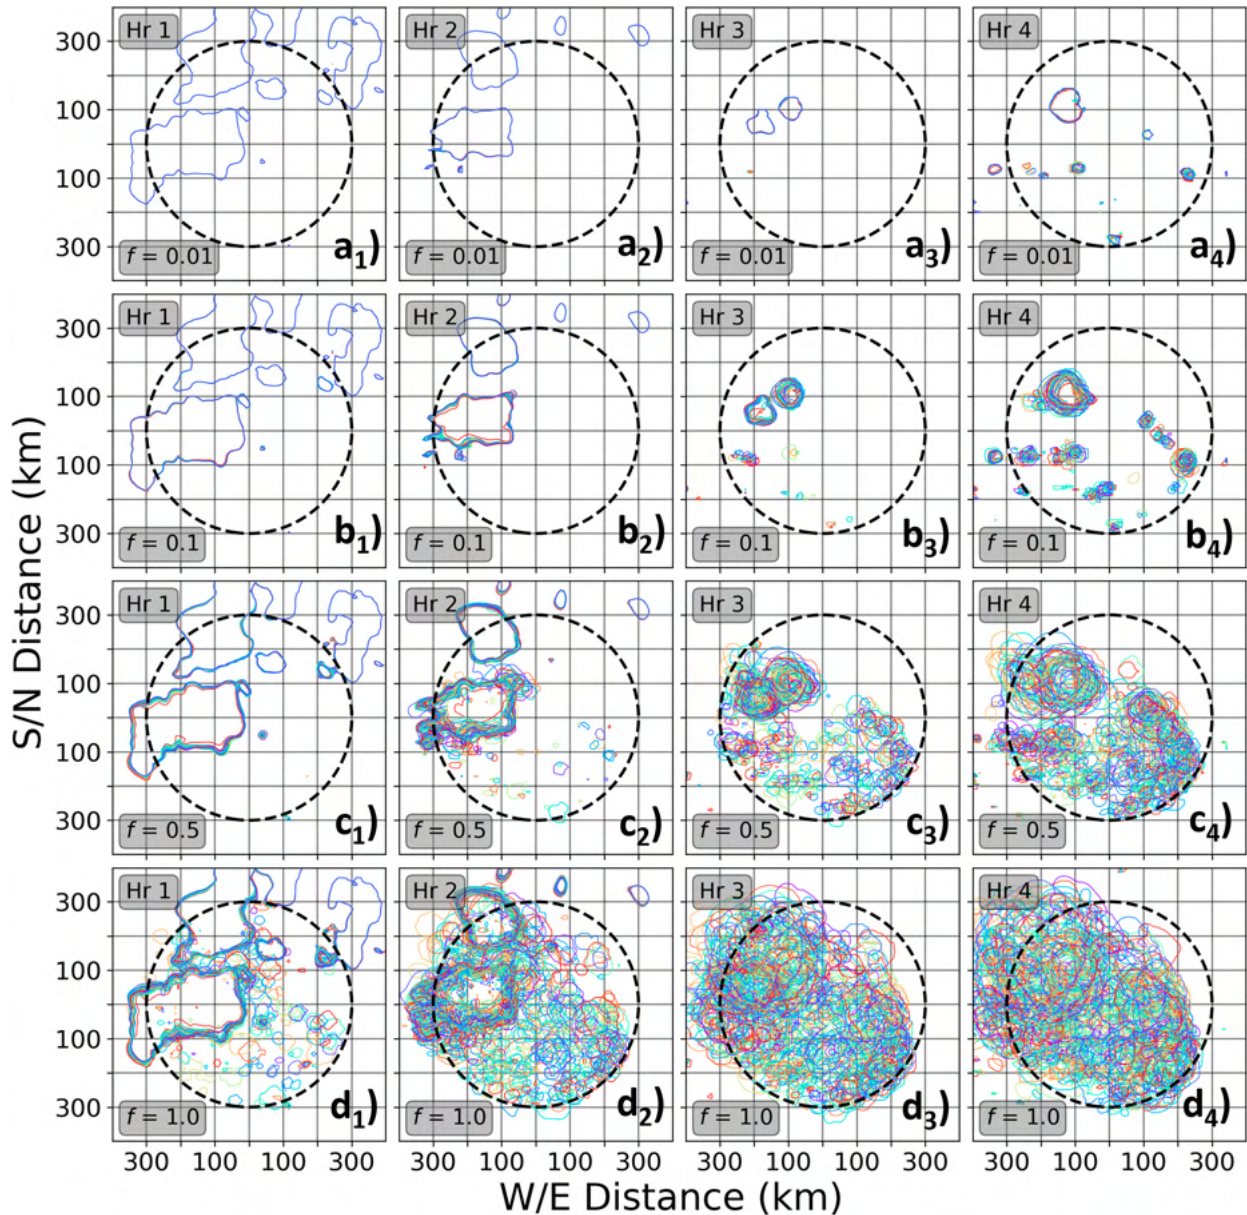 Hr 1 Hr 2 Hr 3 Hr 4
300
100
100
300
f = 0.01 f = 0.01 f = 0.01 f = 0.01
a1) a2) a3) a4)
Hr 1 Hr 2 Hr 3 Hr 4
300
100
100
300
f = 0.1 f = 0.1 f = 0.1 f = 0.1
b1) b2) b3) b4)
Hr 1 Hr 2 Hr 3 Hr 4
300
100
100
300
f = 0.5 f = 0.5 f = 0.5 f = 0.5
c1) c2) c3) c4)
Hr 1 Hr 2 Hr 3 Hr 4
300
100
100
300
f = 1.0 f = 1.0 f = 1.0 f = 1.0
d1) d2) d3) d4)
300 100 100 300 300 100 100 300 300 100 100 300 300 100 100 300
S/N Distance (km)
W/E Distance (km)